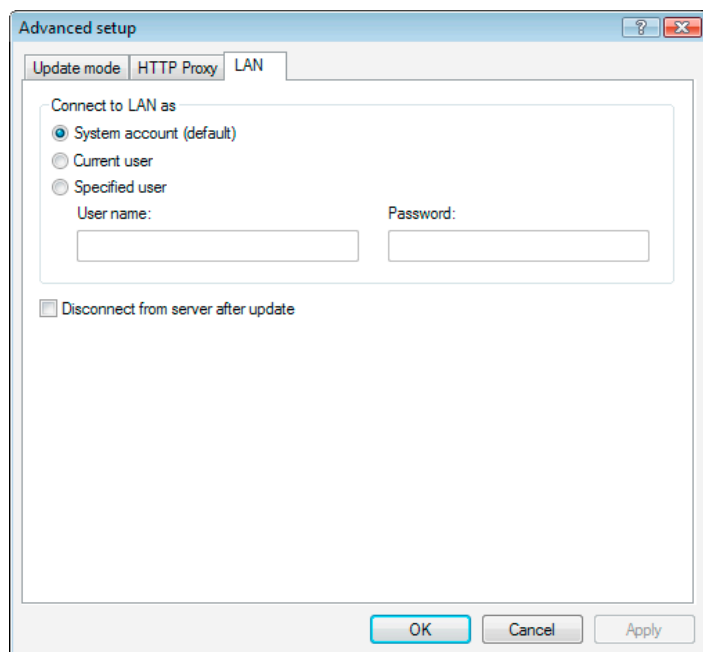 Advanced setup
Update mode HTTP Proxy LAN
Connect to LAN as
System account (default)
Current user
Specified user
User name: Password:
Disconnect from server after update
OK Cancel Apply